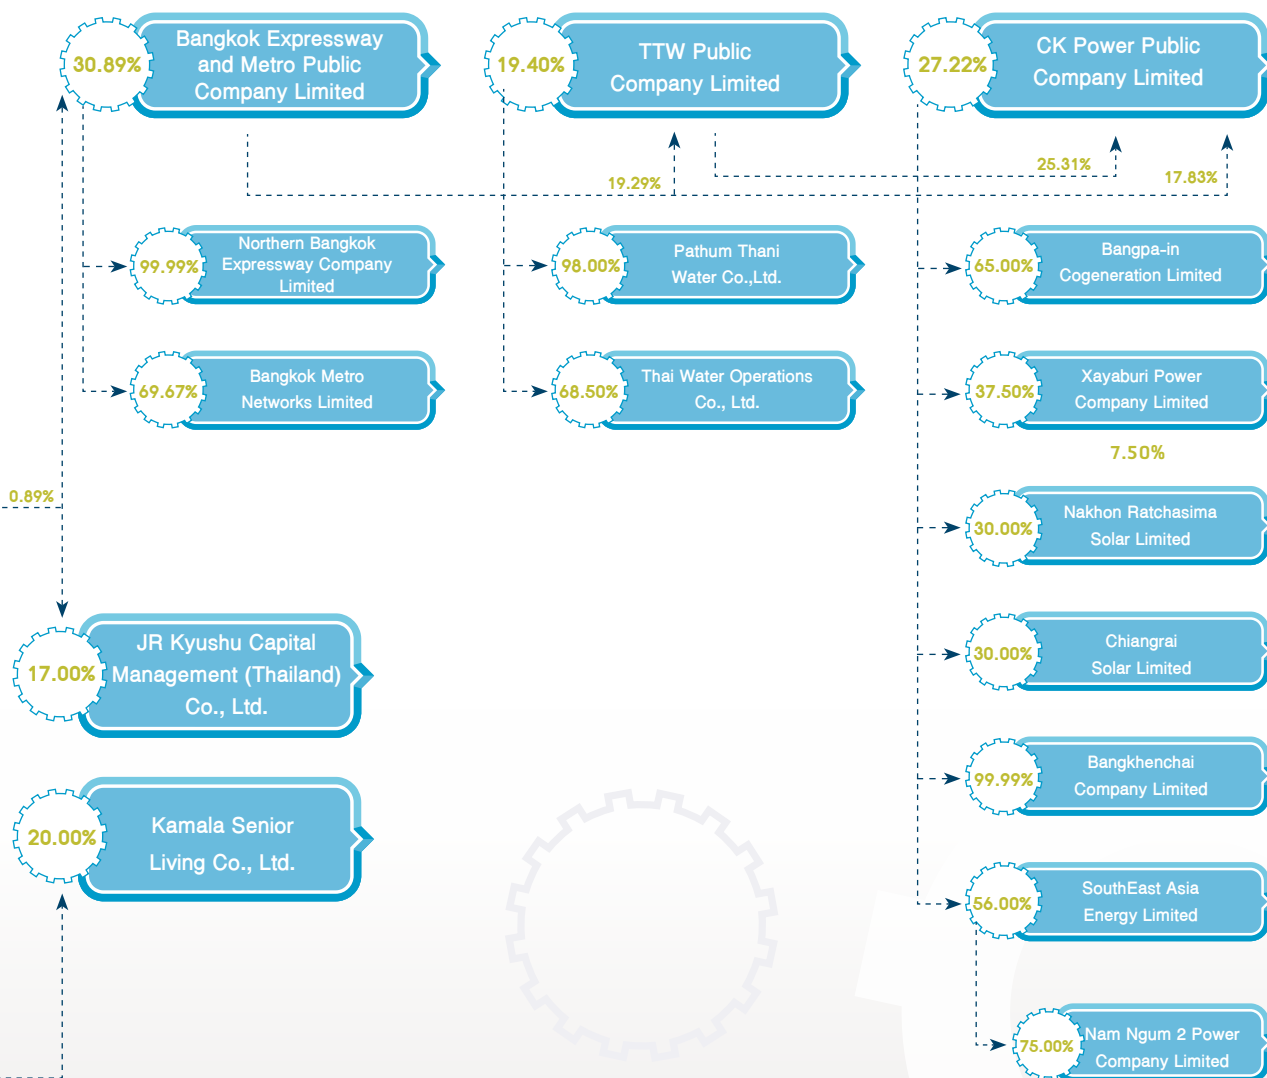 30.89%
Bangkok Expressway
and Metro Public
Company Limited
19.40%
TTW Public
Company Limited
27.22%
CK Power Public
Company Limited
19.29%
25.31%
17.83%
99.99%
Northern Bangkok
Expressway Company
Limited
98.00%
Pathum Thani
Water Co.,Ltd.
65.00%
Bangpa-in
Cogeneration Limited
69.67%
Bangkok Metro
Networks Limited
68.50%
Thai Water Operations
Co., Ltd.
37.50%
Xayaburi Power
Company Limited
7.50%
0.89%
30.00%
Nakhon Ratchasima
Solar Limited
17.00%
JR Kyushu Capital
Management (Thailand)
Co., Ltd.
30.00%
Chiangrai
Solar Limited
20.00%
Kamala Senior
Living Co., Ltd.
99.99%
Bangkhenchai
Company Limited
56.00%
SouthEast Asia
Energy Limited
75.00%
Nam Ngum 2 Power
Company Limited